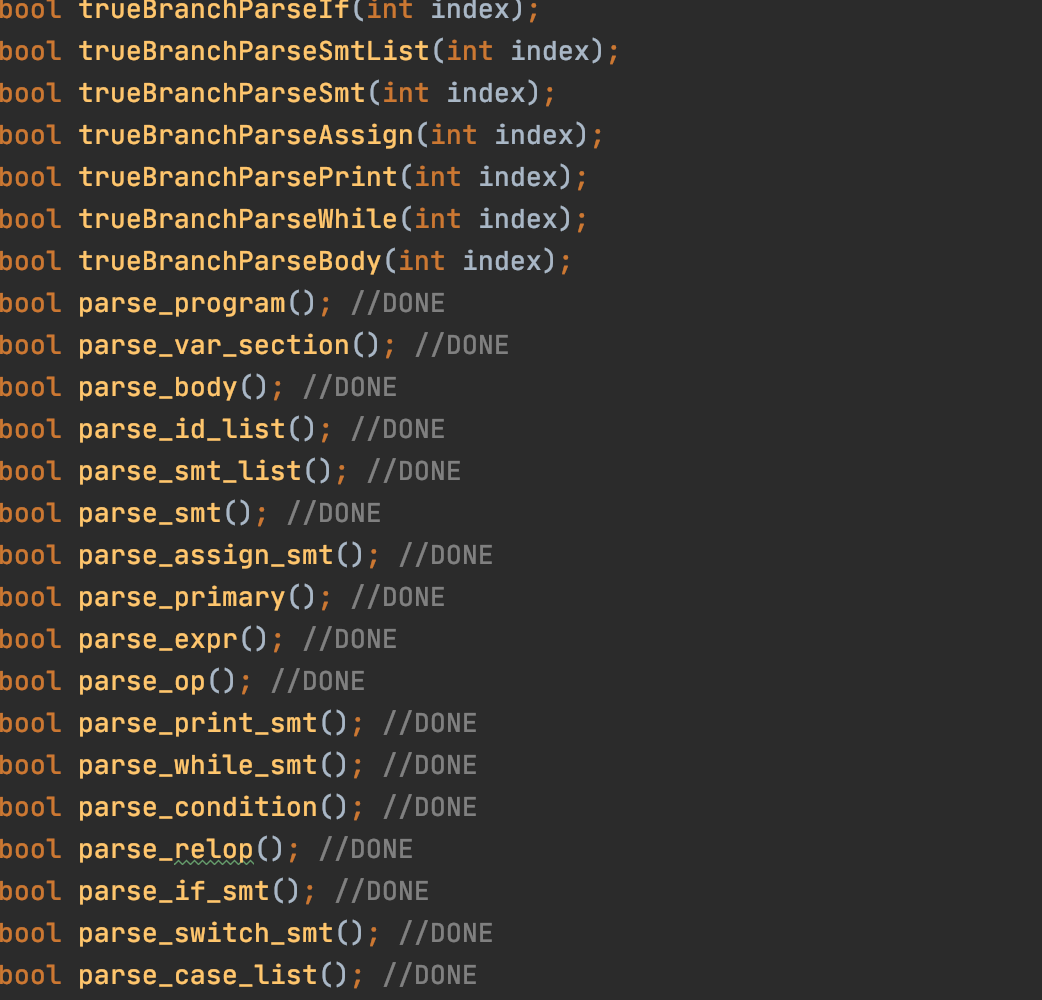 bool trueBranchParseIf(int index);
bool trueBranchParseSmtList(int index);
bool trueBranchParseSmt(int index);
bool trueBranchParseAssign(int index);
bool trueBranchParsePrint(int index);
bool trueBranchParseWhile(int index);
bool trueBranchParseBody(int index);
bool parse_program(); //DONE
bool parse_var_section(); //DONE
bool parse_body(); //DONE
bool parse_id_list(); //DONE
bool parse_smt_list(); //DONE
bool parse_smt(); //DONE
bool parse_assign_smt(); //DONE
bool parse_primary(); //DONE
bool parse_expr(); //DONE
bool parse_op(); //DONE
bool parse_print_smt(); //DONE
bool parse_while_smt(); //DONE
bool parse_condition(); //DONE
bool parse_relop(); //DONE
bool parse_if_smt(); //DONE
bool parse_switch_smt(); //DONE
bool parse_case_list(); //DONE